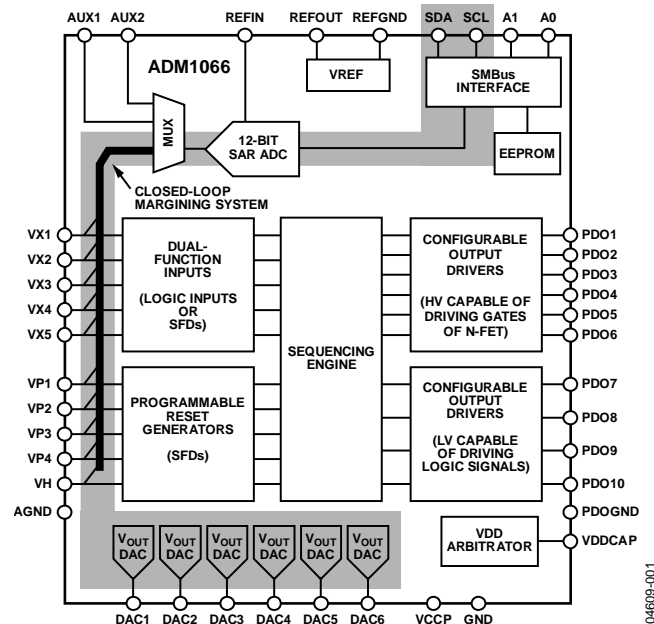 AUX1 AUX2 REFIN REFOUT REFGND SDA SCL A1 A0
ADM1066
VREF
SMBus
INTERFACE
MUX
12-BIT
SAR ADC
EEPROM
CLOSED-LOOP
MARGINING SYSTEM
VX1
VX2
VX3
VX4
VX5
DUAL-
FUNCTION
INPUTS
(LOGIC INPUTS
OR
SFDs)
SEQUENCING
ENGINE
CONFIGURABLE
OUTPUT
DRIVERS
(HV CAPABLE OF
DRIVING GATES
OF N-FET)
PDO1
PDO2
PDO3
PDO4
PDO5
PDO6
VP1
VP2
VP3
VP4
VH
AGND
PROGRAMMABLE
RESET
GENERATORS
(SFDs)
CONFIGURABLE
OUTPUT
DRIVERS
(LV CAPABLE
OF DRIVING
LOGIC SIGNALS)
PDO7
PDO8
PDO9
PDO10
PDOGND
VDDCAP
VOUT
DAC
VOUT
DAC
VOUT
DAC
VOUT
DAC
VOUT
DAC
VOUT
DAC
VDD
ARBITRATOR
DAC1 DAC2 DAC3 DAC4 DAC5 DAC6 VCCP GND
04609-001